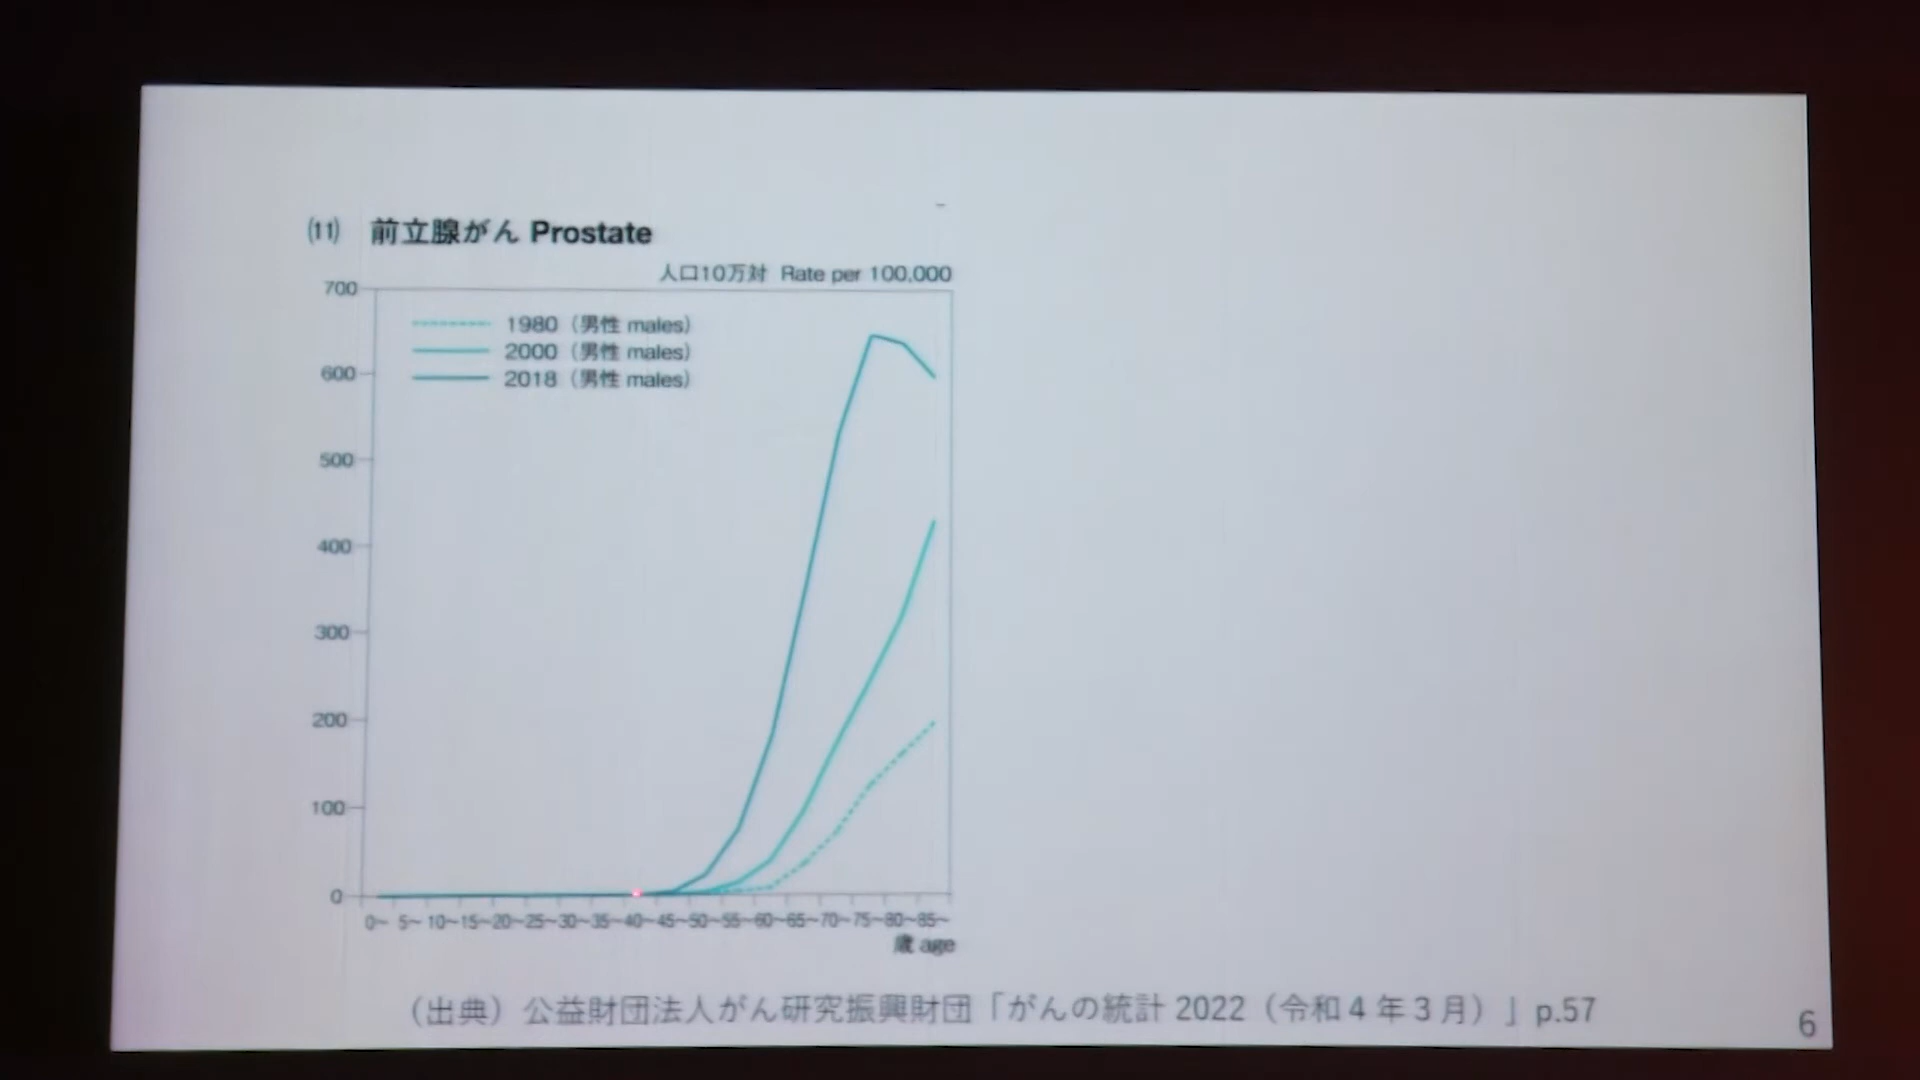 (11) 前立腺がん Prostate
人口10万対 Rate per 100,000
700
1980（男性 males）
2000（男性 males）
2018（男性 males）
600
500
400
300
200
100
0
0~ 5~ 10~15~20~25~30~35~40~45~50~55~60~65~70~75~80~85~
歳 age
（出典）公益財団法人がん研究振興財団「がんの統計 2022（令和４年３月）」p.57
6